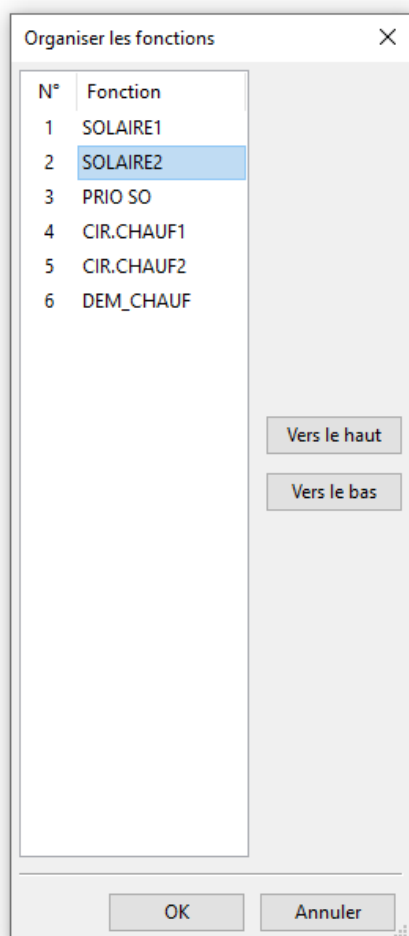 Organiser les fonctions
N° Fonction
1 SOLAIRE1
2 SOLAIRE2
3 PRIO SO
4 CIR.CHAUF1
5 CIR.CHAUF2
6 DEM_CHAUF
Vers le haut
Vers le bas
OK Annuler